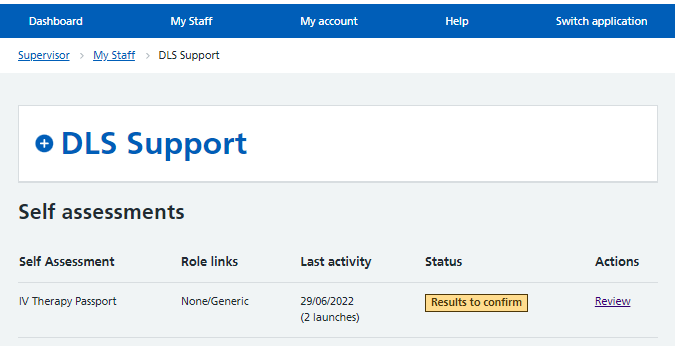 Dashboard My Staff My account Help Switch application
Supervisor > My Staff > DLS Support
DLS Support
Self assessments
Self Assessment Role links Last activity Status Actions
IV Therapy Passport None/Generic 29/06/2022 Results to confirm Review
(2 launches)